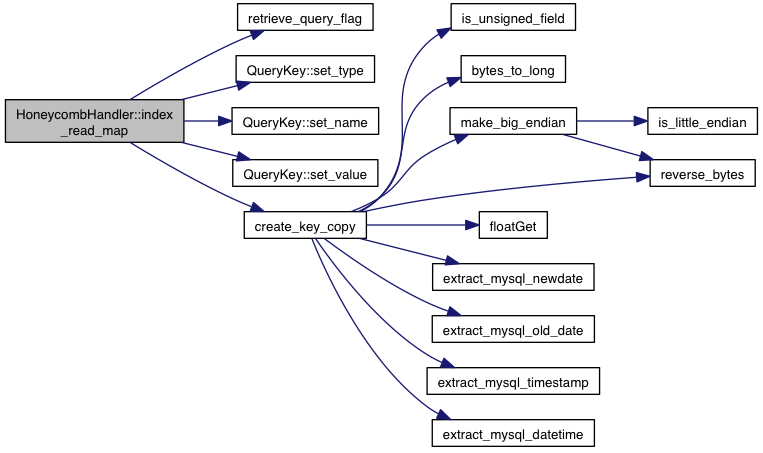 HoneycombHandler::index
_read_map
retrieve_query_flag
QueryKey::set_type
QueryKey::set_name
QueryKey::set_value
create_key_copy
is_unsigned_field
bytes_to_long
make_big_endian
floatGet
extract_mysql_newdate
extract_mysql_old_date
extract_mysql_timestamp
extract_mysql_datetime
is_little_endian
reverse_bytes